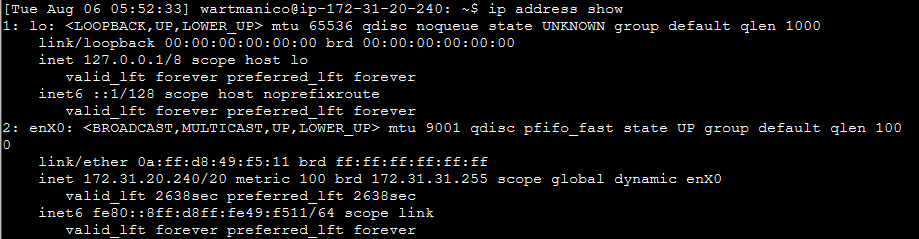 [Tue Aug 06 05:52:33] wartmanico@ip-172-31-20-240: ~$ ip address show
1: lo: <LOOPBACK,UP,LOWER_UP> mtu 65536 qdisc noqueue state UNKNOWN group default qlen 1000
    link/loopback 00:00:00:00:00:00 brd 00:00:00:00:00:00
    inet 127.0.0.1/8 scope host lo
       valid_lft forever preferred_lft forever
    inet6 ::1/128 scope host noprefixroute
       valid_lft forever preferred_lft forever
2: enX0: <BROADCAST,MULTICAST,UP,LOWER_UP> mtu 9001 qdisc pfifo_fast state UP group default qlen 100
0
    link/ether 0a:ff:d8:49:f5:11 brd ff:ff:ff:ff:ff:ff
    inet 172.31.20.240/20 metric 100 brd 172.31.31.255 scope global dynamic enX0
       valid_lft 2638sec preferred_lft 2638sec
    inet6 fe80::8ff:d8ff:fe49:f511/64 scope link
       valid_lft forever preferred_lft forever